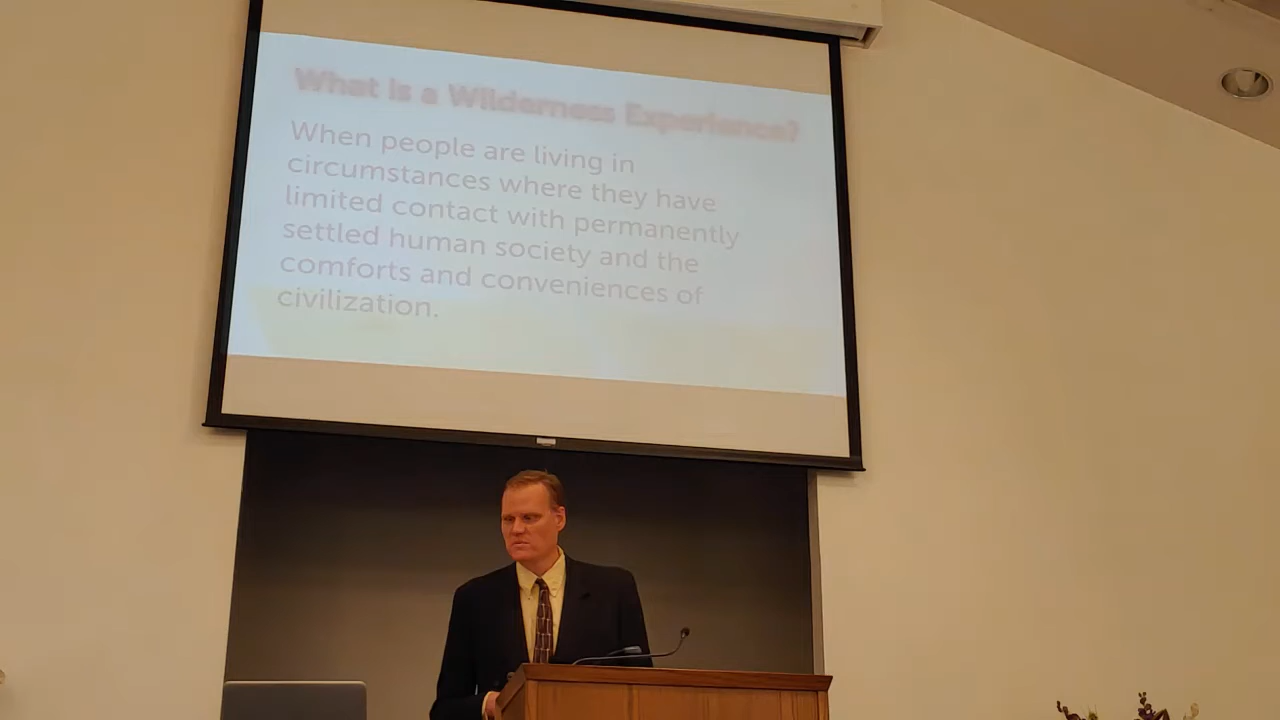 What is a Wilderness Experience?
When people are living in
circumstances where they have
limited contact with permanently
settled human society and the
comforts and conveniences of
civilization.